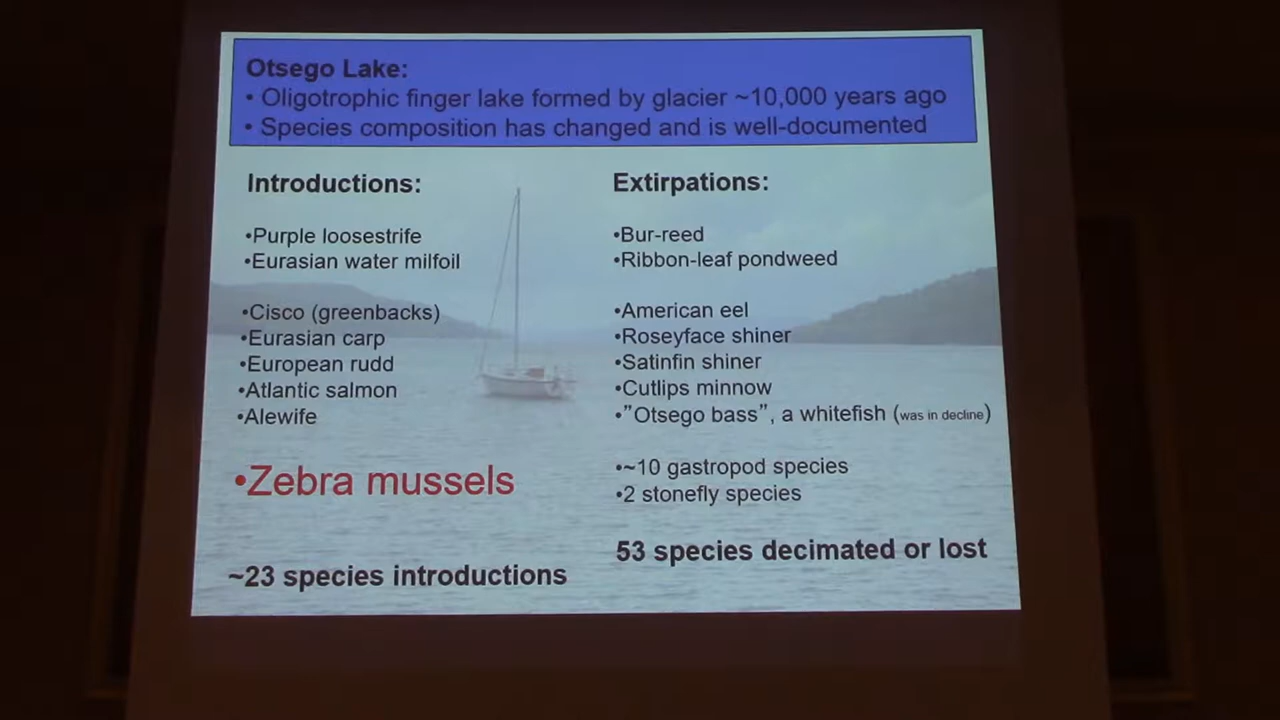 Otsego Lake:
• Oligotrophic finger lake formed by glacier ~10,000 years ago
• Species composition has changed and is well-documented
Introductions:
•Purple loosestrife
•Eurasian water milfoil
•Cisco (greenbacks)
•Eurasian carp
•European rudd
•Atlantic salmon
•Alewife
•Zebra mussels
~23 species introductions
Extirpations:
•Bur-reed
•Ribbon-leaf pondweed
•American eel
•Roseyface shiner
•Satinfin shiner
•Cutlips minnow
•”Otsego bass”, a whitefish (was in decline)
•~10 gastropod species
•2 stonefly species
53 species decimated or lost